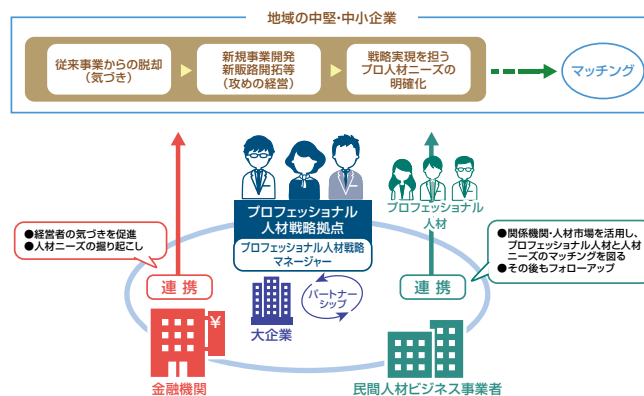 地域の中堅・中小企業
従来事業からの脱却
（気づき）
新規事業開発
新販路開拓等
（攻めの経営）
戦略実現を担う
プロ人材ニーズの
明確化
マッチング
プロフェッショナル
人材戦略拠点
プロフェッショナル人材戦略
マネージャー
プロフェッショナル
人材
●経営者の気づきを促進
●人材ニーズの掘り起こし
●関係機関・人材市場を活用し、
プロフェッショナル人材と人材
ニーズのマッチングを図る
●その後もフォローアップ
連携
大企業
パートナー
シップ
連携
¥
金融機関
民間人材ビジネス事業者